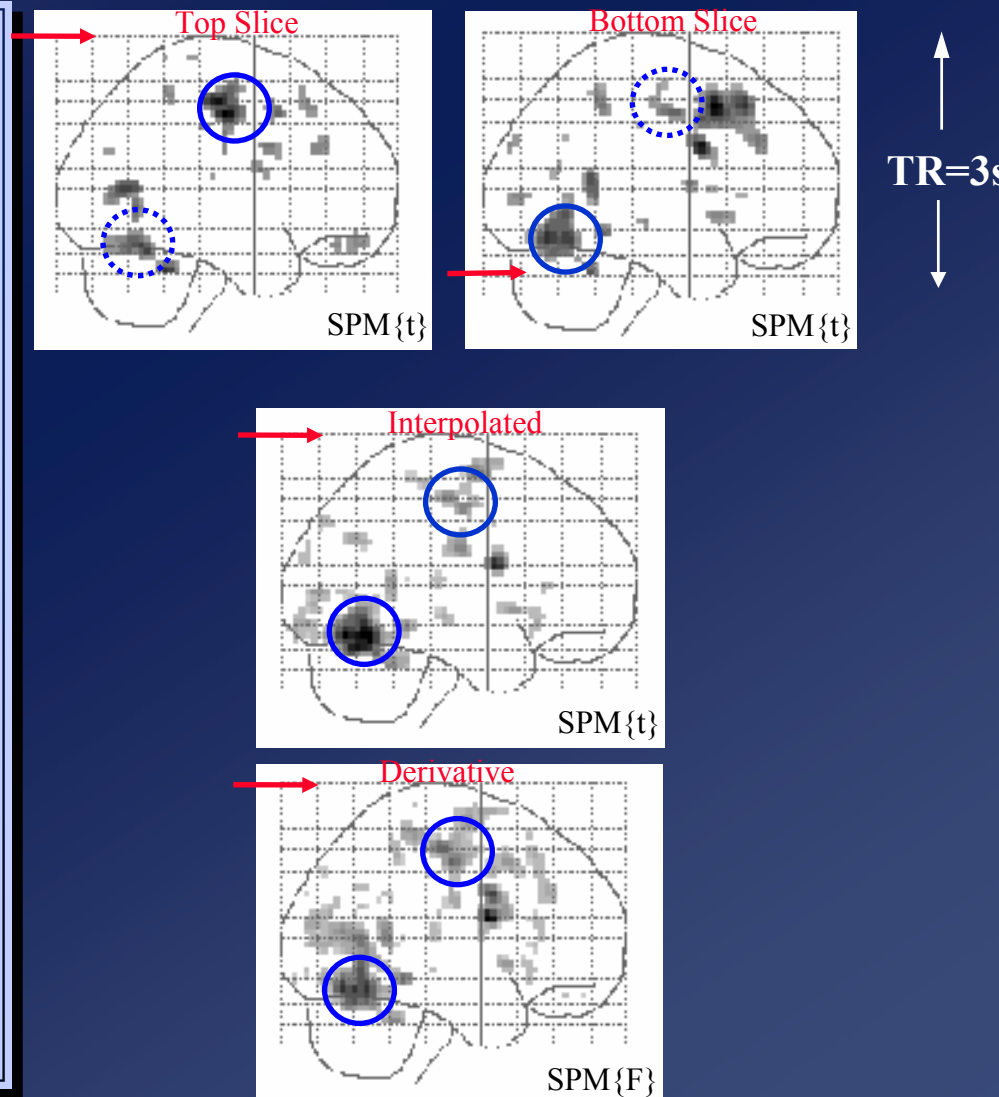 Top Slice
Bottom Slice
TR=3s
SPM{t}
SPM{t}
Interpolated
SPM{t}
Derivative
SPM{F}